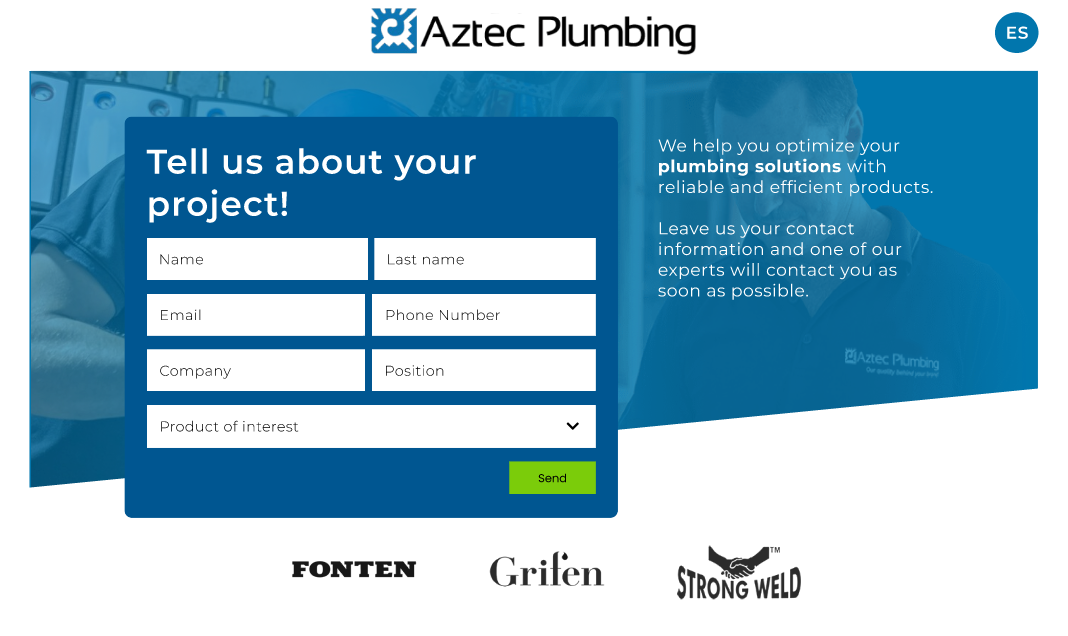 Aztec Plumbing
ES
Tell us about your
project!
Name
Last name
Email
Phone Number
Company
Position
Product of interest
Send
We help you optimize your
plumbing solutions with
reliable and efficient products.
Leave us your contact
information and one of our
experts will contact you as
soon as possible.
Aztec Plumbing
Our quality behind your work
FONTEN
Grifen
STRONG WELD TM